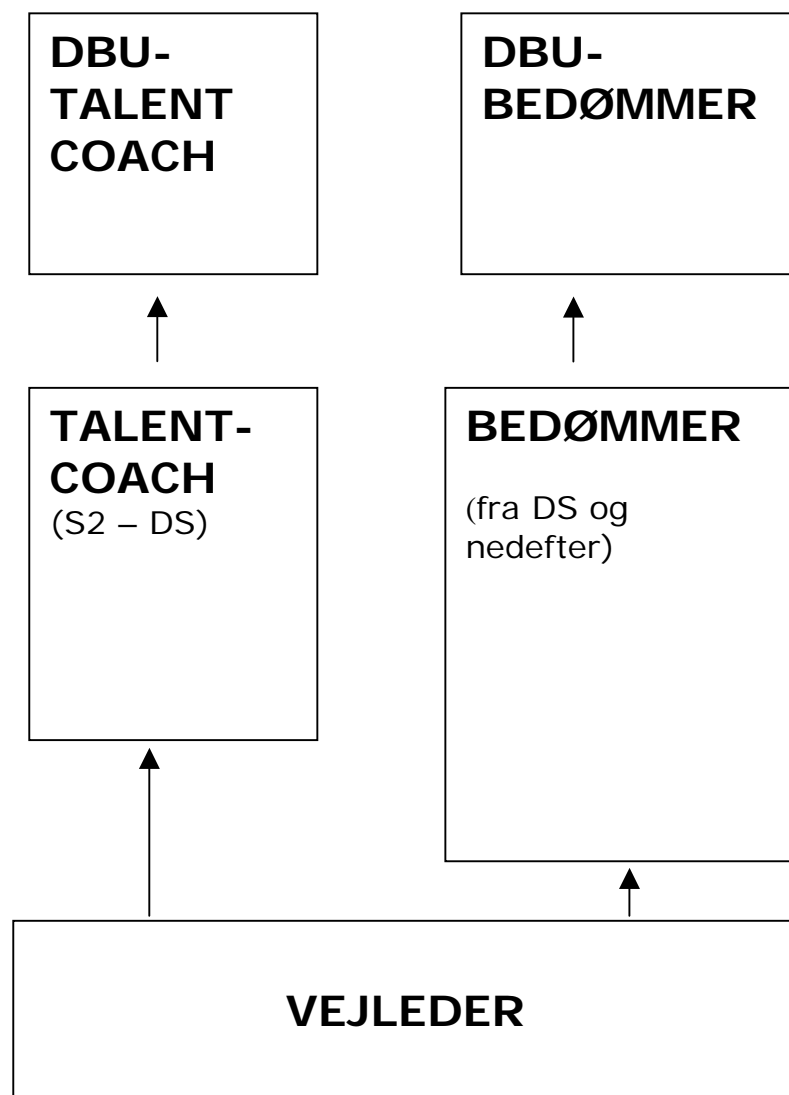 DBU-
TALENT
COACH
DBU-
BEDØMMER
TALENT-
COACH
(S2 – DS)
BEDØMMER
(fra DS og
nedefter)
VEJLEDER